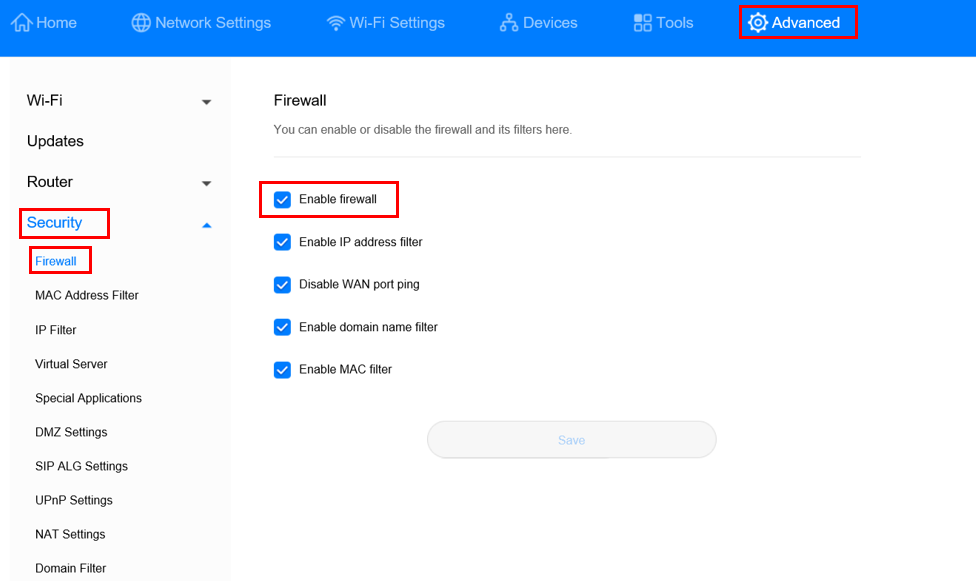 Home Network Settings Wi-Fi Settings Devices Tools Advanced
Wi-Fi
Updates
Router
Security
Firewall
MAC Address Filter
IP Filter
Virtual Server
Special Applications
DMZ Settings
SIP ALG Settings
UPnP Settings
NAT Settings
Domain Filter
Firewall
You can enable or disable the firewall and its filters here.
Enable firewall
Enable IP address filter
Disable WAN port ping
Enable domain name filter
Enable MAC filter
Save